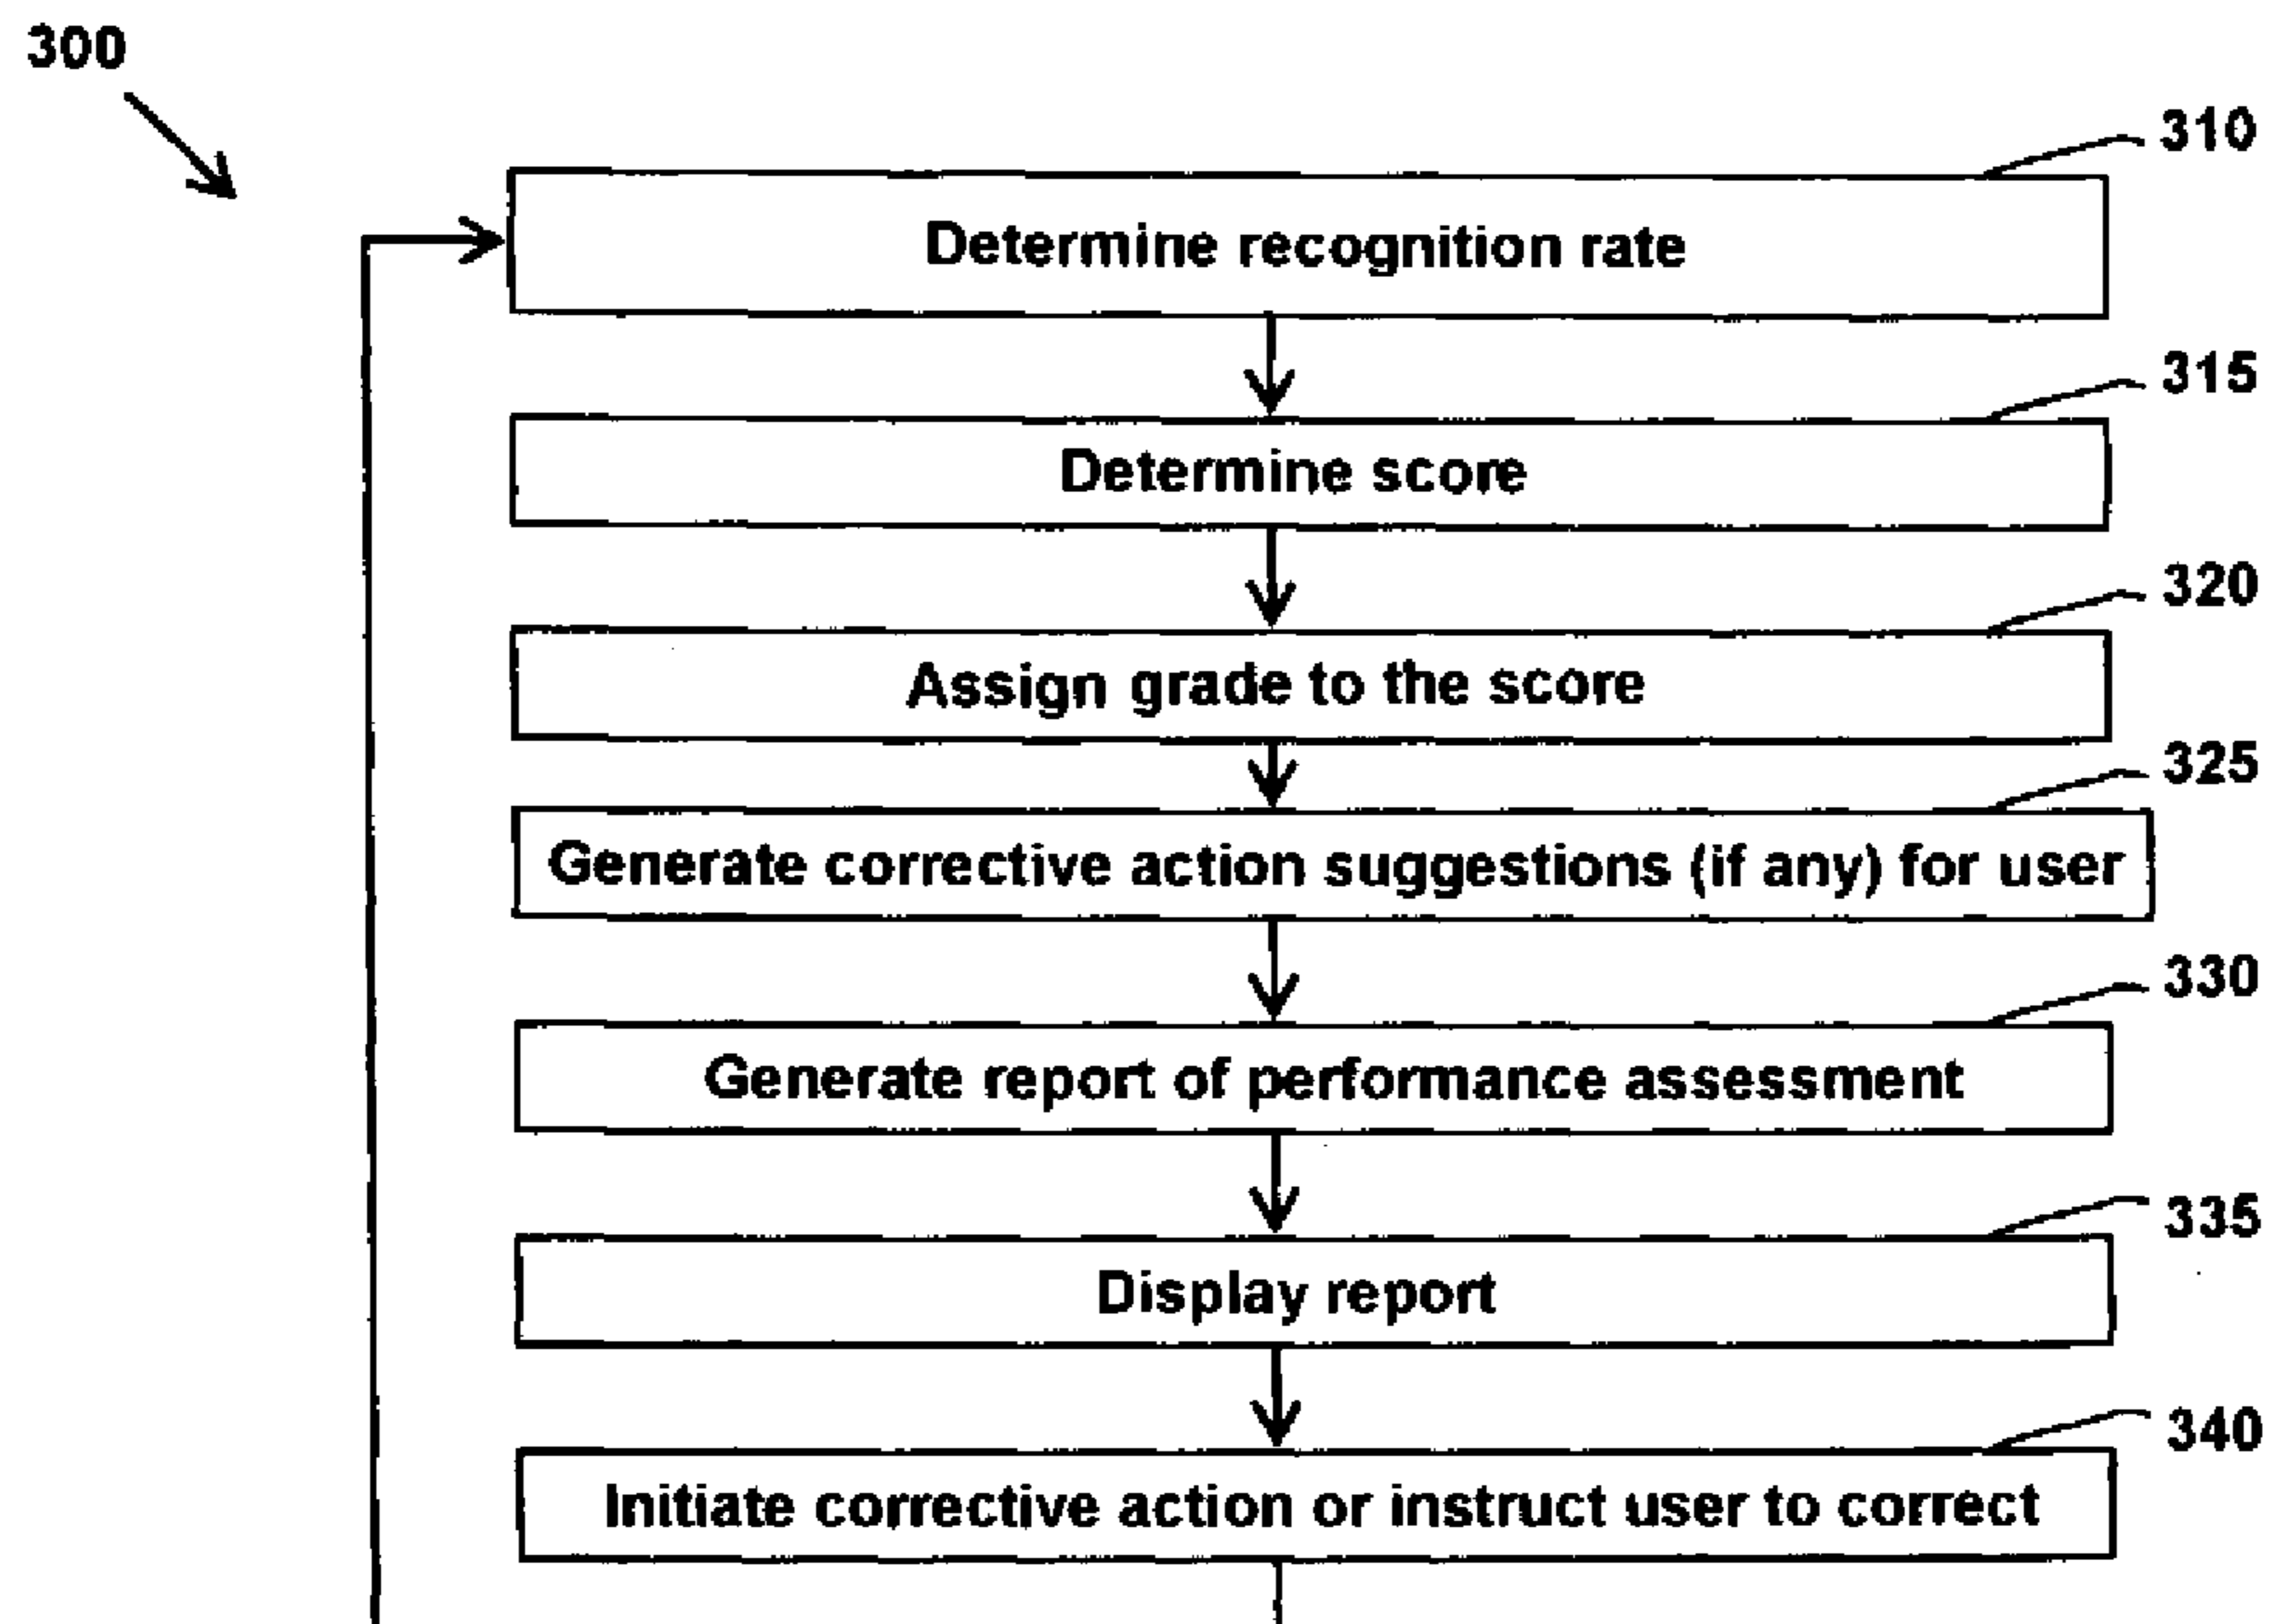 300
310
Determine recognition rate
315
Determine score
320
Assign grade to the score
325
Generate corrective action suggestions (if any) for user
330
Generate report of performance assessment
335
Display report
340
Initiate corrective action or instruct user to correct